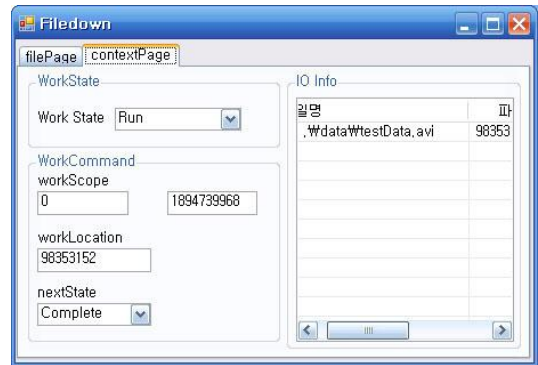 Filedown
filePage contextPage
WorkState
Work State Run
WorkCommand
workScope
0 1894739968
workLocation
98353152
nextState
Complete
IO Info
일명 파
.₩data₩testData.avi 98353